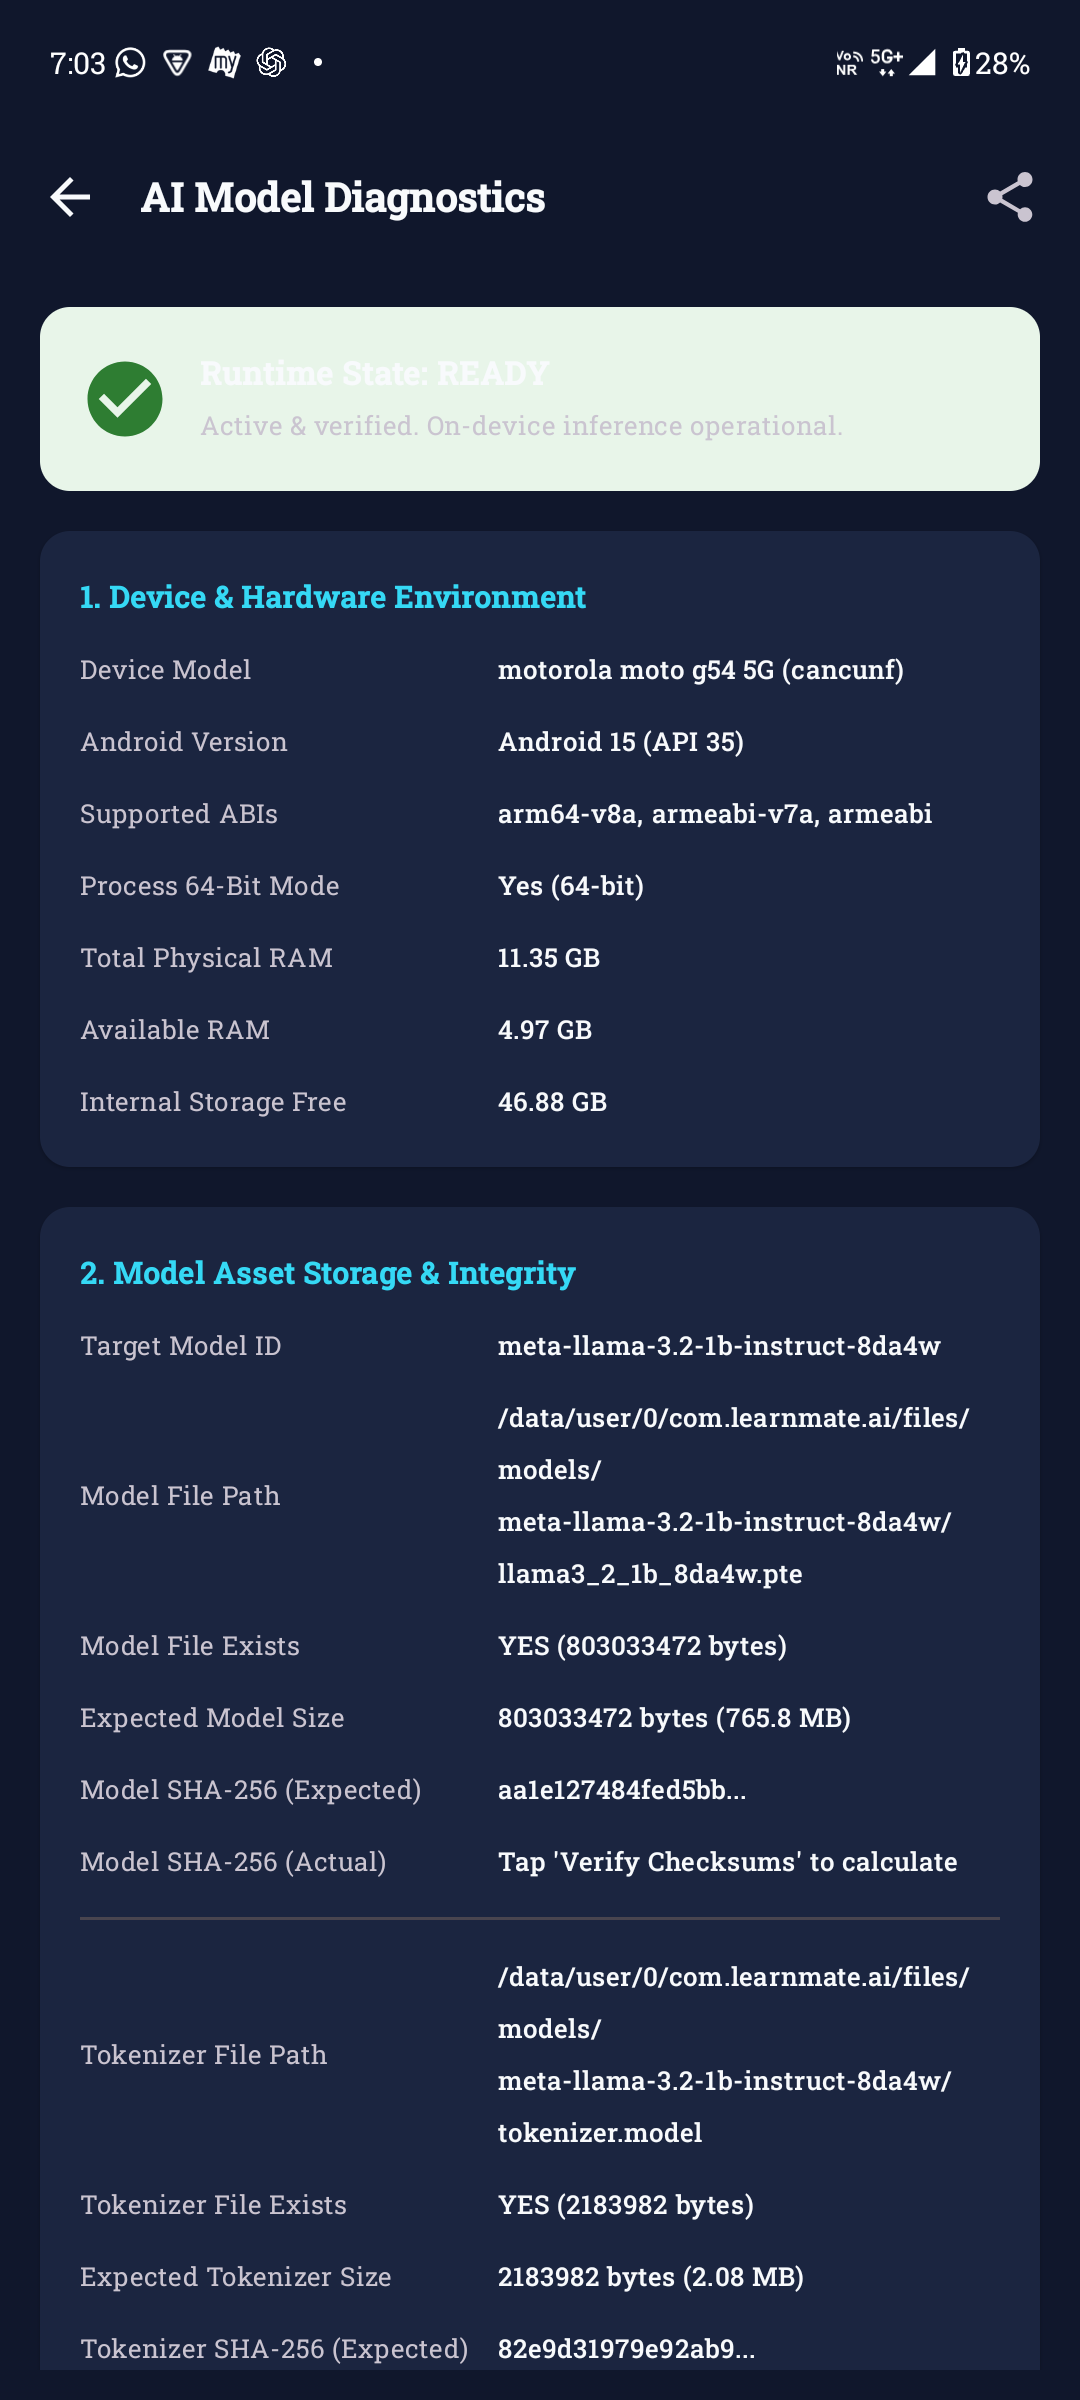 7:03
my
Vo NR 5G+ 28%
AI Model Diagnostics
Runtime State: READY
Active & verified. On-device inference operational.
1. Device & Hardware Environment
Device Model motorola moto g54 5G (cancunf)
Android Version Android 15 (API 35)
Supported ABIs arm64-v8a, armeabi-v7a, armeabi
Process 64-Bit Mode Yes (64-bit)
Total Physical RAM 11.35 GB
Available RAM 4.97 GB
Internal Storage Free 46.88 GB
2. Model Asset Storage & Integrity
Target Model ID meta-llama-3.2-1b-instruct-8da4w
Model File Path
/data/user/0/com.learnmate.ai/files/
models/
meta-llama-3.2-1b-instruct-8da4w/
llama3_2_1b_8da4w.pte
Model File Exists YES (803033472 bytes)
Expected Model Size 803033472 bytes (765.8 MB)
Model SHA-256 (Expected) aa1e127484fed5bb...
Model SHA-256 (Actual) Tap 'Verify Checksums' to calculate
Tokenizer File Path
/data/user/0/com.learnmate.ai/files/
models/
meta-llama-3.2-1b-instruct-8da4w/
tokenizer.model
Tokenizer File Exists YES (2183982 bytes)
Expected Tokenizer Size 2183982 bytes (2.08 MB)
Tokenizer SHA-256 (Expected) 82e9d31979e92ab9...